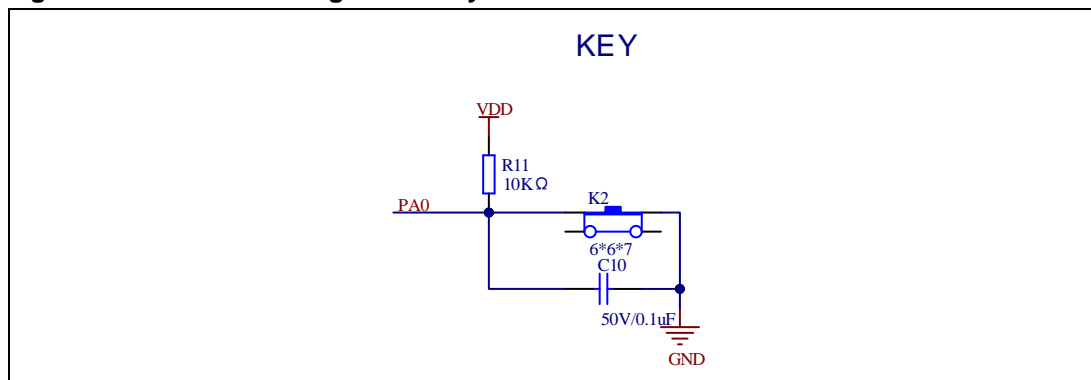 KEY
VDD
R11
10KΩ
PA0
K2
6*6*7
C10
50V/0.1uF
GND